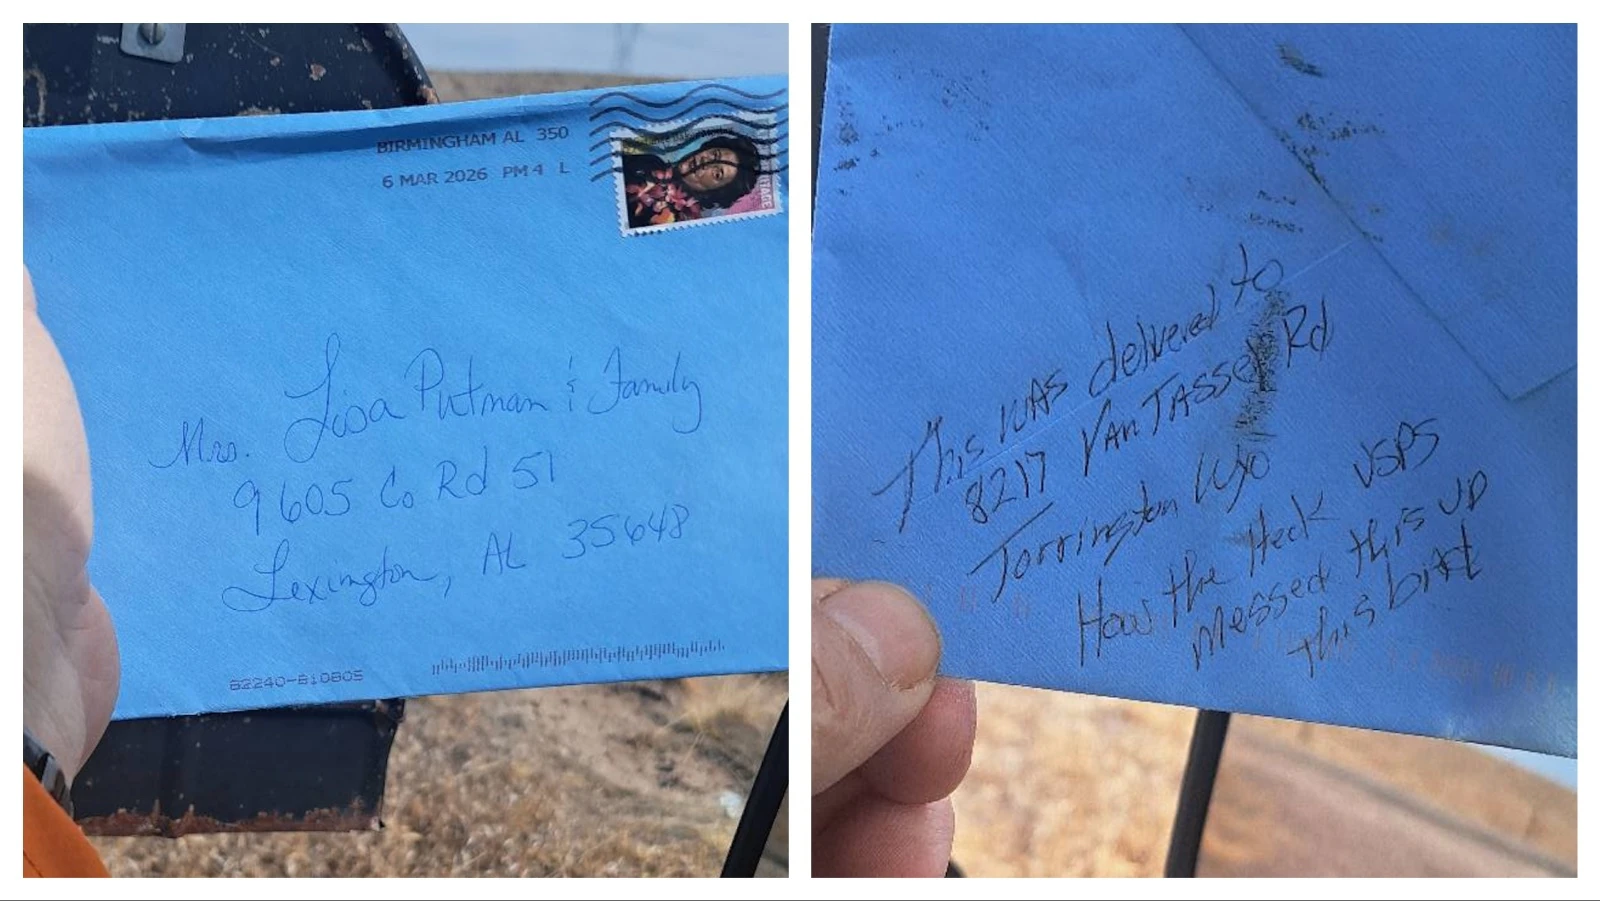 BIRMINGHAM AL 350
6 MAR 2026 PM 4 L
Mrs. Lisa Putman & Family
9605 Co Rd 51
Lexington, AL 35648
82240-810805
This was delivered to
8217 Van Tassel Rd
Torrington Wyo
How the Heck USPS
Messed this up
this bad